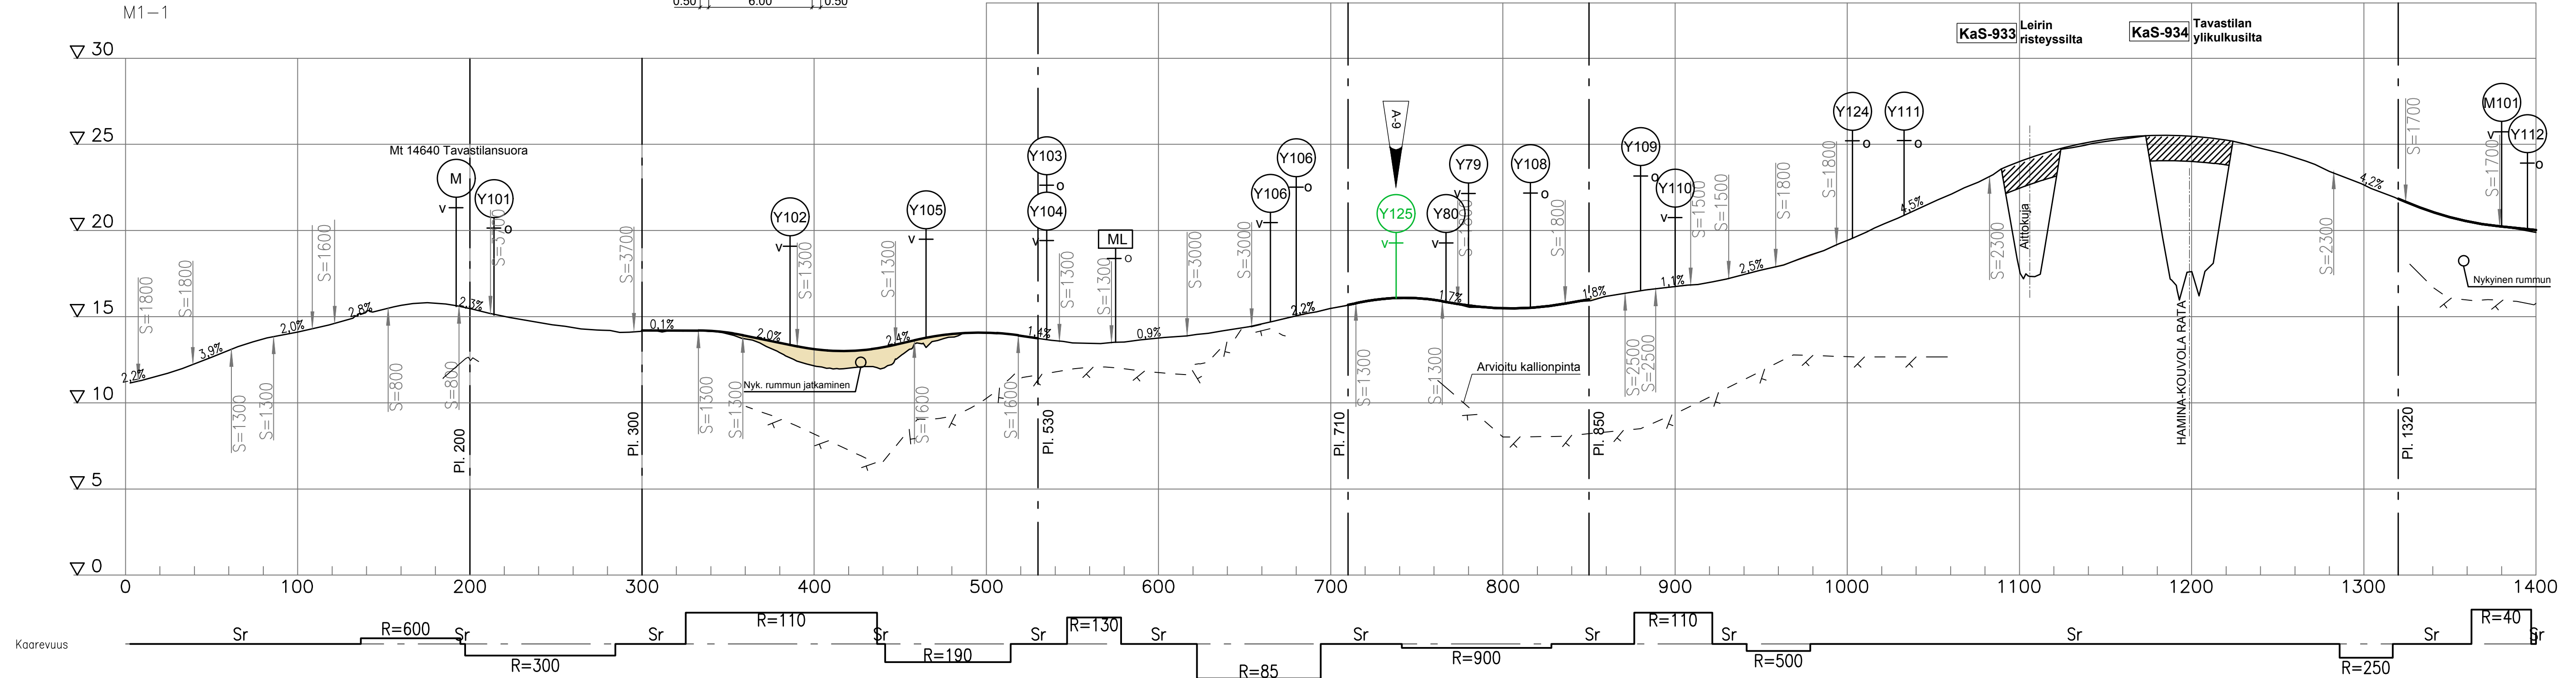 M1-1
0.50
6.00
0.50
KaS-933
Leirin
risteyssilta
KaS-934
Tavastilan
ylikulkusilta
30
25
20
15
10
5
0
Mt 14640 Tavastilansuora
M
v
Y101
o
Y102
v
Y105
v
Y103
o
Y104
v
ML
o
Y106
v
Y106
o
A-9
Y125
v
Y80
v
Y79
v
Y108
o
Y109
o
Y110
v
Y124
o
Y111
o
M101
v
Y112
o
S=1800
S=1800
S=1300
S=1300
S=1600
S=1600
S=800
S=800
S=3700
S=3700
S=1300
S=1300
S=1300
S=1300
S=1600
S=1600
S=1300
S=1300
S=3000
S=3000
S=1300
S=1300
S=1800
S=1800
S=2500
S=2500
S=1500
S=1500
S=1800
S=1800
S=2300
S=2300
S=1700
S=1700
2,2%
3,9%
2,0%
2,8%
2,3%
0,1%
2,0%
2,4%
1,4%
0,9%
2,2%
1,7%
1,8%
1,1%
2,5%
4,5%
4,2%
Nyk. rummun jatkaminen
Arvioitu kallionpinta
Aittokuja
HAMINA-KOUVOLA RATA
Nykyinen rummun
Pl. 200
Pl. 300
Pl. 530
Pl. 710
Pl. 850
Pl. 1320
0 100 200 300 400 500 600 700 800 900 1000 1100 1200 1300 1400
Kaarevuus
Sr
R=600
Sr
R=300
Sr
R=110
Sr
R=190
Sr
R=130
Sr
R=85
Sr
R=900
Sr
R=110
Sr
R=500
Sr
R=250
Sr
R=40
Sr